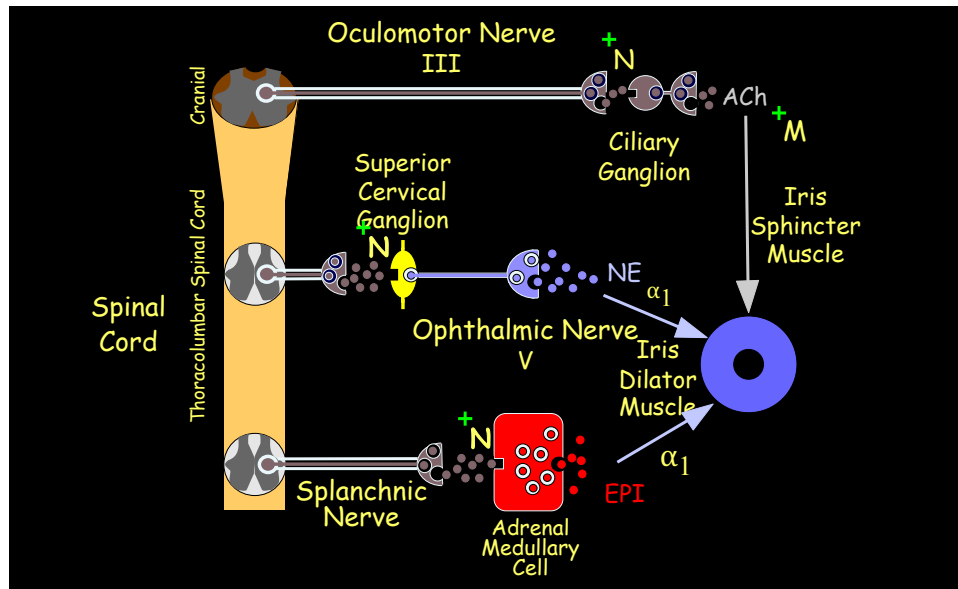 Oculomotor Nerve
III
+
N
Cranial
ACh
+
M
Ciliary
Ganglion
Superior
Cervical
Ganglion
+
N
Iris
Sphincter
Muscle
Thoracolumbar Spinal Cord
NE
α1
Spinal
Cord
Ophthalmic Nerve
V
Iris
Dilator
Muscle
+
N
α1
Splanchnic
Nerve
EPI
Adrenal
Medullary
Cell